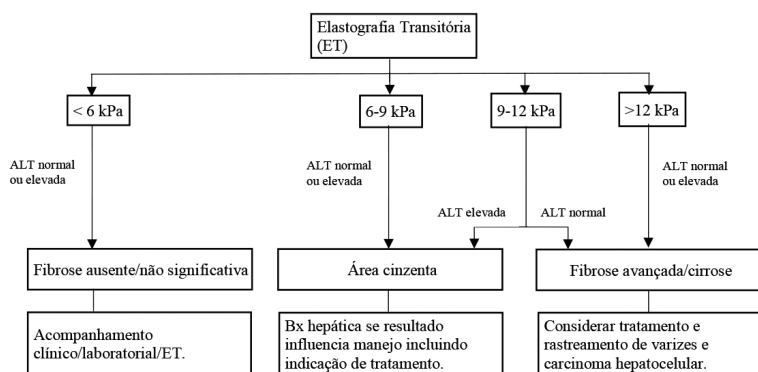 Elastografia Transitória
(ET)
< 6 kPa
6-9 kPa
9-12 kPa
>12 kPa
ALT normal
ou elevada
ALT normal
ou elevada
ALT normal
ou elevada
ALT elevada
ALT normal
Fibrose ausente/não significativa
Área cinzenta
Fibrose avançada/cirrose
Acompanhamento
clínico/laboratorial/ET.
Bx hepática se resultado
influencia manejo incluindo
indicação de tratamento.
Considerar tratamento e
rastreamento de varizes e
carcinoma hepatocelular.